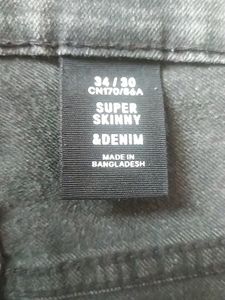 34 / 30
CN170/86A
SUPER
SKINNY
&DENIM
MADE IN
BANGLADESH